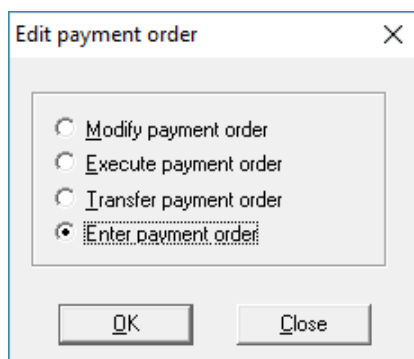 Edit payment order
Modify payment order
Execute payment order
Transfer payment order
Enter payment order
OK
Close